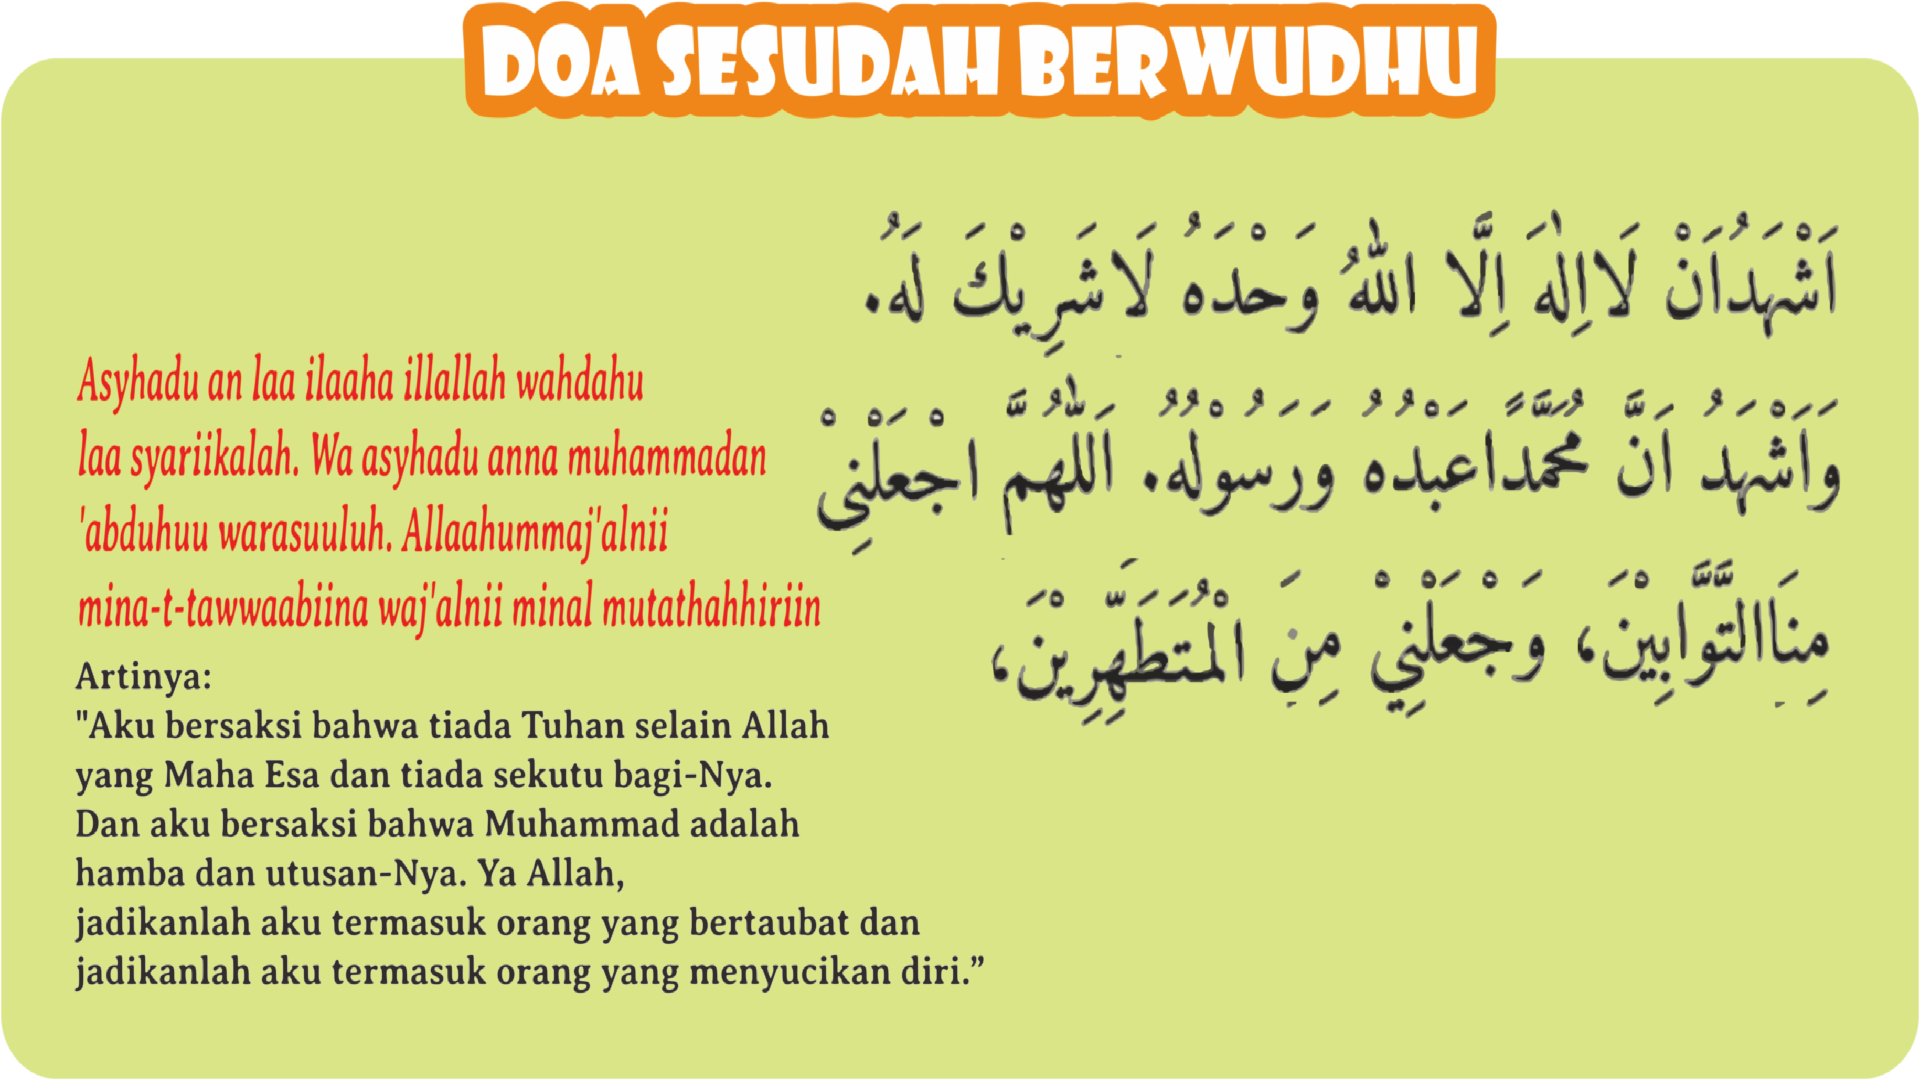 DOA SESUDAH BERWUDHU
اَشْهَدُاَنْ لَااِلٰهَ اِلَّا اللهُ وَحْدَهُ لَاشَرِيْكَ لَهُ.
وَاَشْهَدُ اَنَّ مُحَمَّدًاعَبْدُهُ وَرَسُوْلُهُ. اَللّٰهُمَّ اجْعَلْنِيْ
مِنَاالتَّوَّابِيْنَ، وَجْعَلْنِيْ مِنَ الْمُتَطَهِّرِيْنَ،
Asyhadu an laa ilaaha illallah wahdahu
laa syariikalah. Wa asyhadu anna muhammadan
'abduhuu warasuuluh. Allaahummaj'alnii
mina-t-tawwaabiina waj'alnii minal mutathahhiriin
Artinya:
"Aku bersaksi bahwa tiada Tuhan selain Allah
yang Maha Esa dan tiada sekutu bagi-Nya.
Dan aku bersaksi bahwa Muhammad adalah
hamba dan utusan-Nya. Ya Allah,
jadikanlah aku termasuk orang yang bertaubat dan
jadikanlah aku termasuk orang yang menyucikan diri.”